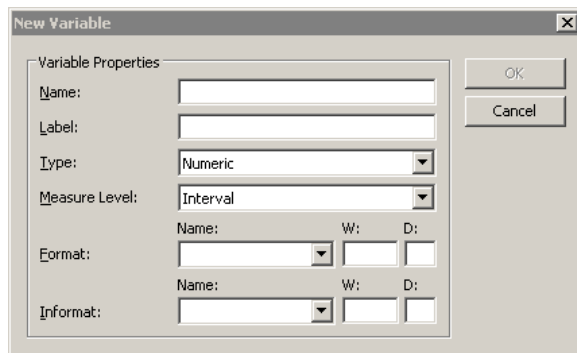 New Variable
Variable Properties
Name:
Label:
Type: Numeric
Measure Level: Interval
Name: W: D:
Format:
Name: W: D:
Informat:
OK
Cancel